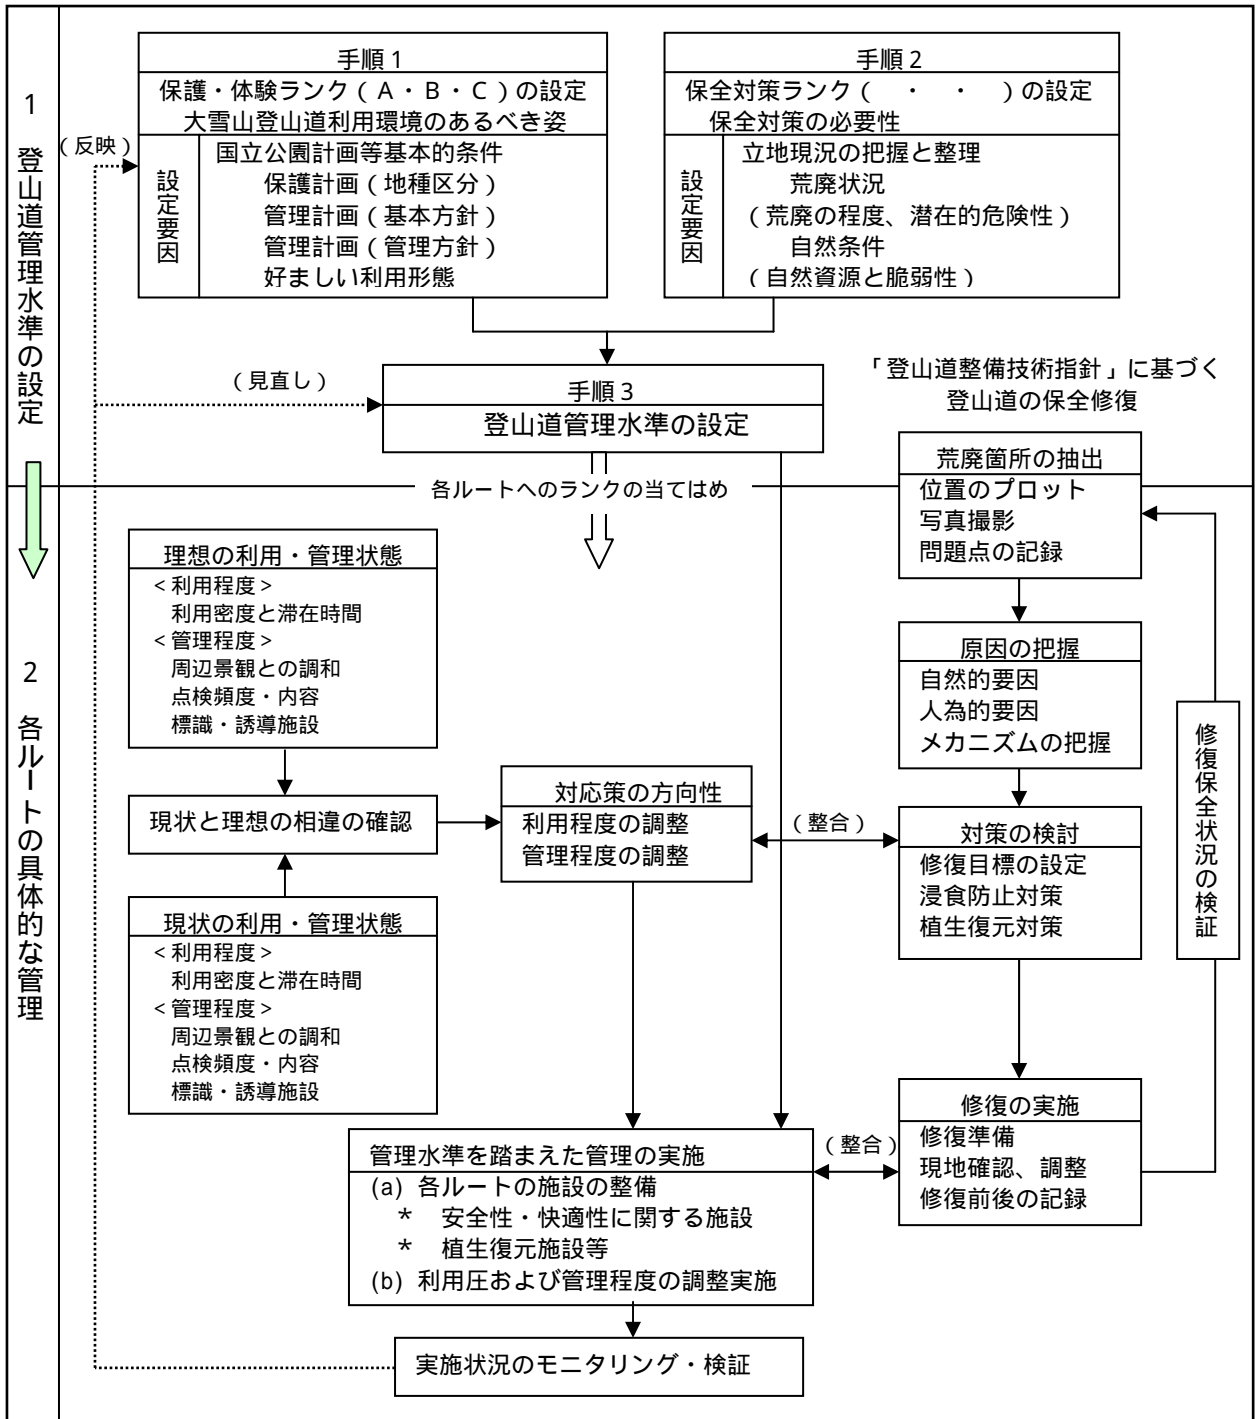 1 登山道管理水準の設定
手順1
保護・体験ランク(A・B・C)の設定
大雪山登山道利用環境のあるべき姿
設定要因
国立公園計画等基本的条件
保護計画(地種区分)
管理計画(基本方針)
管理計画(管理方針)
好ましい利用形態
手順2
保全対策ランク( ・ ・ )の設定
保全対策の必要性
設定要因
立地現況の把握と整理
荒廃状況
(荒廃の程度、潜在的危険性)
自然条件
(自然資源と脆弱性)
(反映)
(見直し)
手順3
登山道管理水準の設定
「登山道整備技術指針」に基づく
登山道の保全修復
各ルートへのランクの当てはめ
2 各ルートの具体的な管理
理想の利用・管理状態
<利用程度>
利用密度と滞在時間
<管理程度>
周辺景観との調和
点検頻度・内容
標識・誘導施設
現状と理想の相違の確認
現状の利用・管理状態
<利用程度>
利用密度と滞在時間
<管理程度>
周辺景観との調和
点検頻度・内容
標識・誘導施設
対応策の方向性
利用程度の調整
管理程度の調整
(整合)
荒廃箇所の抽出
位置のプロット
写真撮影
問題点の記録
原因の把握
自然的要因
人為的要因
メカニズムの把握
対策の検討
修復目標の設定
浸食防止対策
植生復元対策
修復保全状況の検証
修復の実施
修復準備
現地確認、調整
修復前後の記録
(整合)
管理水準を踏まえた管理の実施
(a) 各ルートの施設の整備
* 安全性・快適性に関する施設
* 植生復元施設等
(b) 利用圧および管理程度の調整実施
実施状況のモニタリング・検証